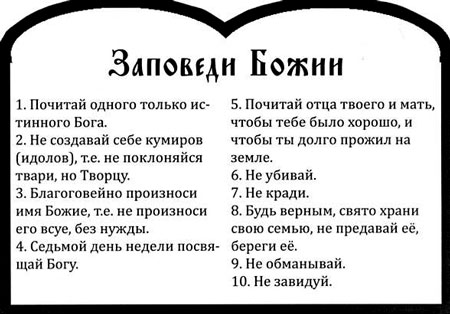 Заповеди Божии
1. Почитай одного только ис-
тинного Бога.
2. Не создавай себе кумиров
(идолов), т.е. не поклоняйся
твари, но Творцу.
3. Благоговейно произноси
имя Божие, т.е. не произноси
его всуе, без нужды.
4. Седьмой день недели посвя-
щай Богу.
5. Почитай отца твоего и мать,
чтобы тебе было хорошо, и
чтобы ты долго прожил на
земле.
6. Не убивай.
7. Не кради.
8. Будь верным, свято храни
свою семью, не предавай её,
береги её.
9. Не обманывай.
10. Не завидуй.